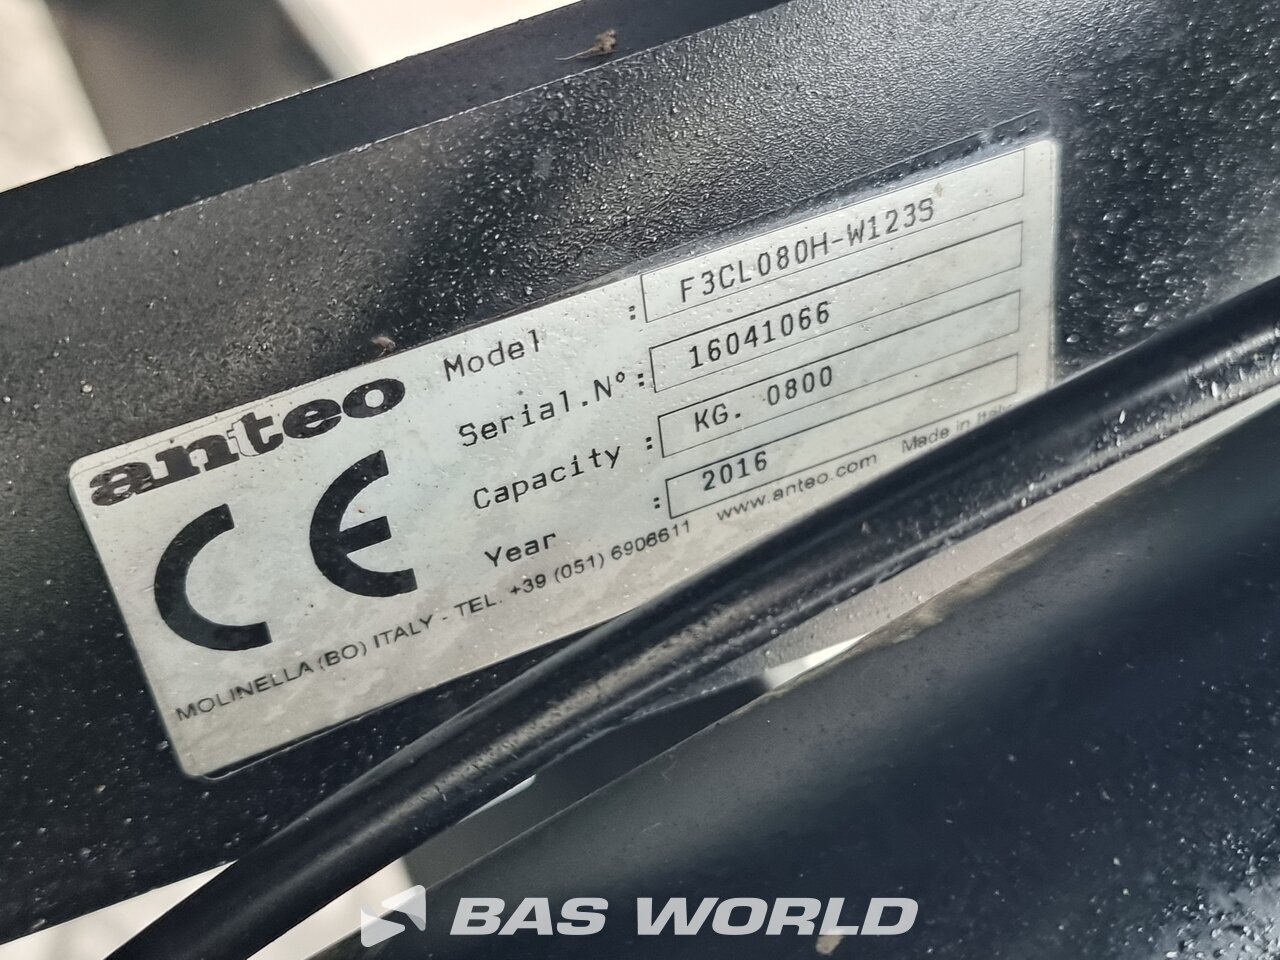 anteo
CE
Model : F3CL080H-W123S
Serial.N° : 16041066
Capacity : KG. 0800
Year : 2016
MOLINELLA (BO) ITALY - TEL. +39 (051) 6906611 www.anteo.com Made in Italy
BAS WORLD